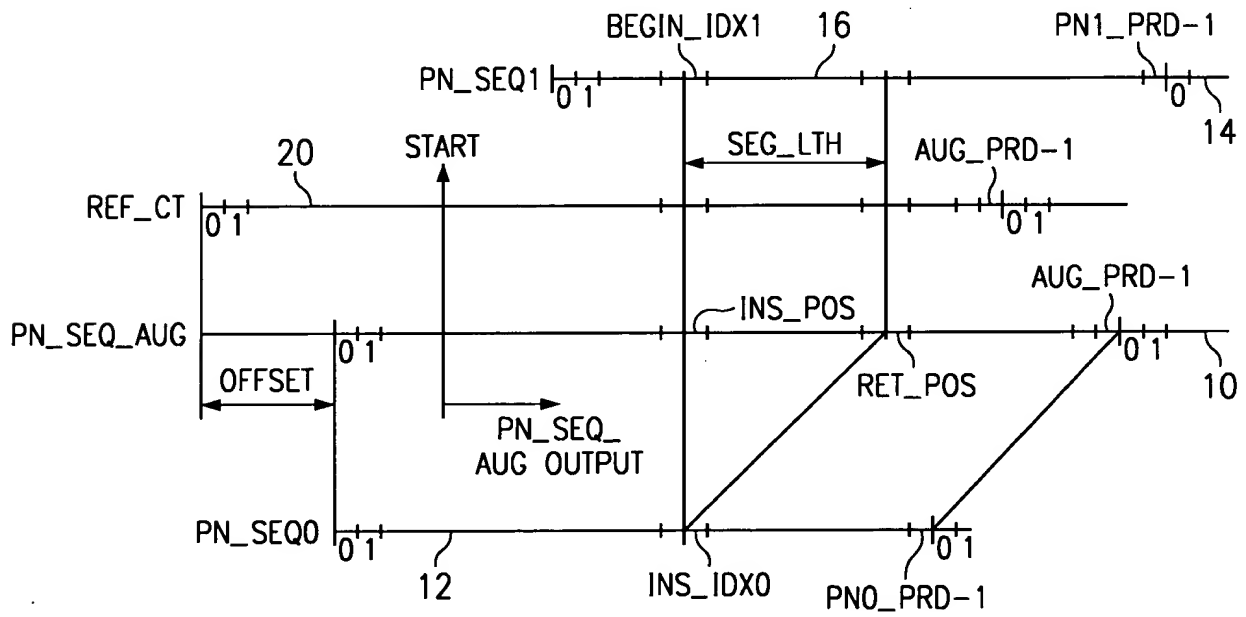 BEGIN_IDX1 16 PN1_PRD-1
PN_SEQ1 0 1 0 14
START SEG_LTH AUG_PRD-1
20
REF_CT 0 1 0 1
AUG_PRD-1
INS_POS
PN_SEQ_AUG 0 1 0 1 10
OFFSET RET_POS
PN_SEQ_
AUG OUTPUT
PN_SEQ0 0 1 0 1
12 INS_IDX0 PN0_PRD-1